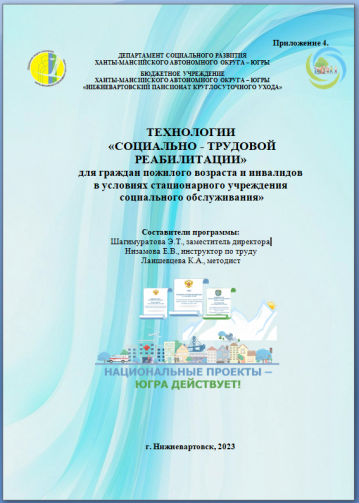 Приложение 4.
ДЕПАРТАМЕНТ СОЦИАЛЬНОГО РАЗВИТИЯ
ХАНТЫ-МАНСИЙСКОГО АВТОНОМНОГО ОКРУГА – ЮГРЫ
БЮДЖЕТНОЕ УЧРЕЖДЕНИЕ
ХАНТЫ-МАНСИЙСКОГО АВТОНОМНОГО ОКРУГА – ЮГРЫ
«НИЖНЕВАРТОВСКИЙ ПАНСИОНАТ КРУГЛОСУТОЧНОГО УХОДА»
ТЕХНОЛОГИИ
«СОЦИАЛЬНО - ТРУДОВОЙ
РЕАБИЛИТАЦИИ»
для граждан пожилого возраста и инвалидов
в условиях стационарного учреждения
социального обслуживания»
Составители программы:
Шагимуратова Э.Т., заместитель директора
Низамова Е.В., инструктор по труду
Лаишевцева К.А., методист
НАЦИОНАЛЬНЫЕ ПРОЕКТЫ –
ЮГРА ДЕЙСТВУЕТ!
г. Нижневартовск, 2023